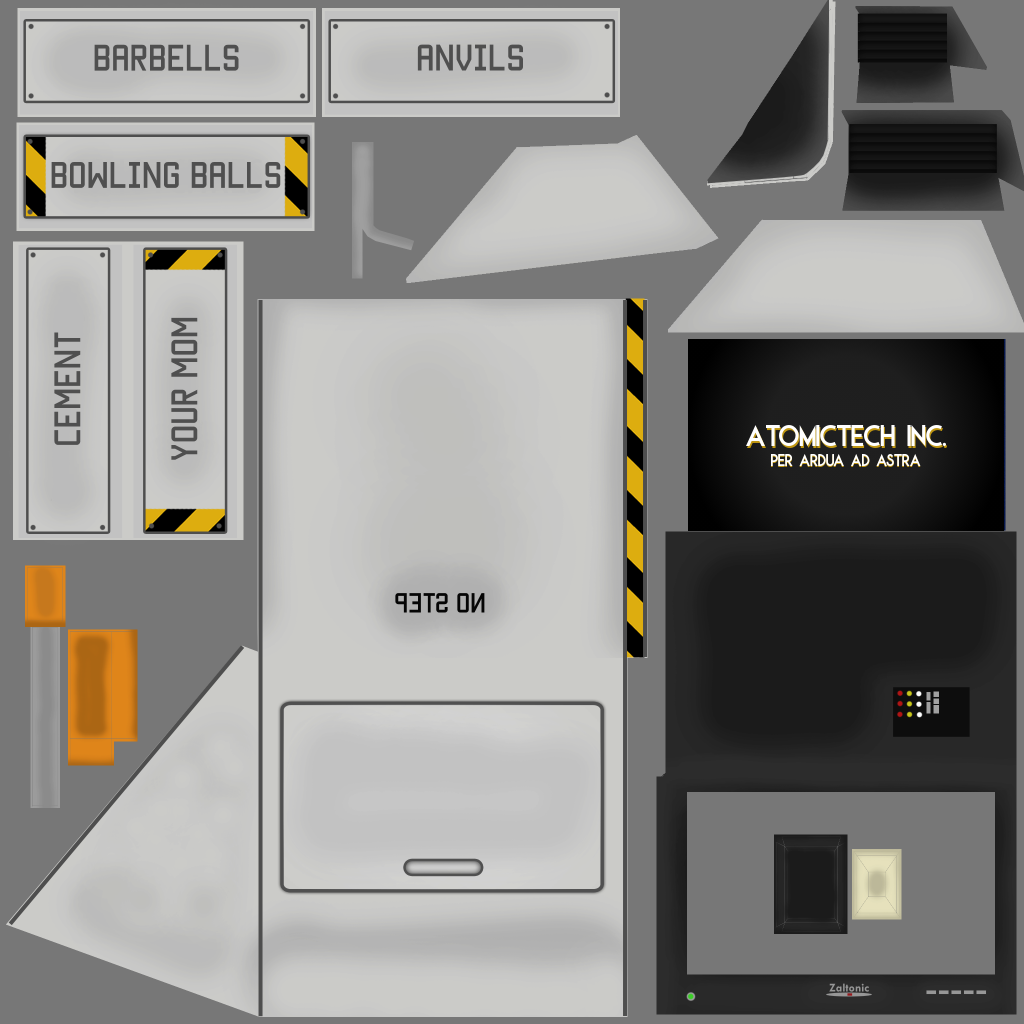 BARBELLS
ANVILS
BOWLING BALLS
CEMENT
YOUR MOM
ATOMICTECH INC.
PER ARDUA AD ASTRA
NO STEP
Zaltonic